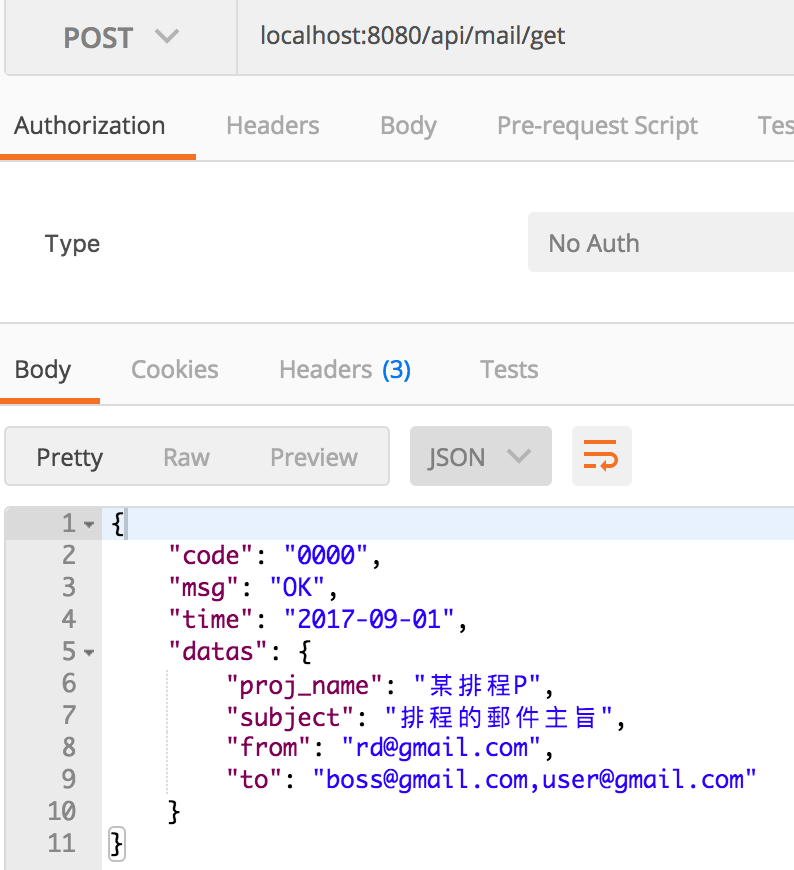 POST localhost:8080/api/mail/get
Authorization Headers Body Pre-request Script Tes
Type No Auth
Body Cookies Headers (3) Tests
Pretty Raw Preview JSON
1 {
2 "code": "0000",
3 "msg": "OK",
4 "time": "2017-09-01",
5 "datas": {
6 "proj_name": "某排程P",
7 "subject": "排程的郵件主旨",
8 "from": "rd@gmail.com",
9 "to": "boss@gmail.com,user@gmail.com"
10 }
11 }